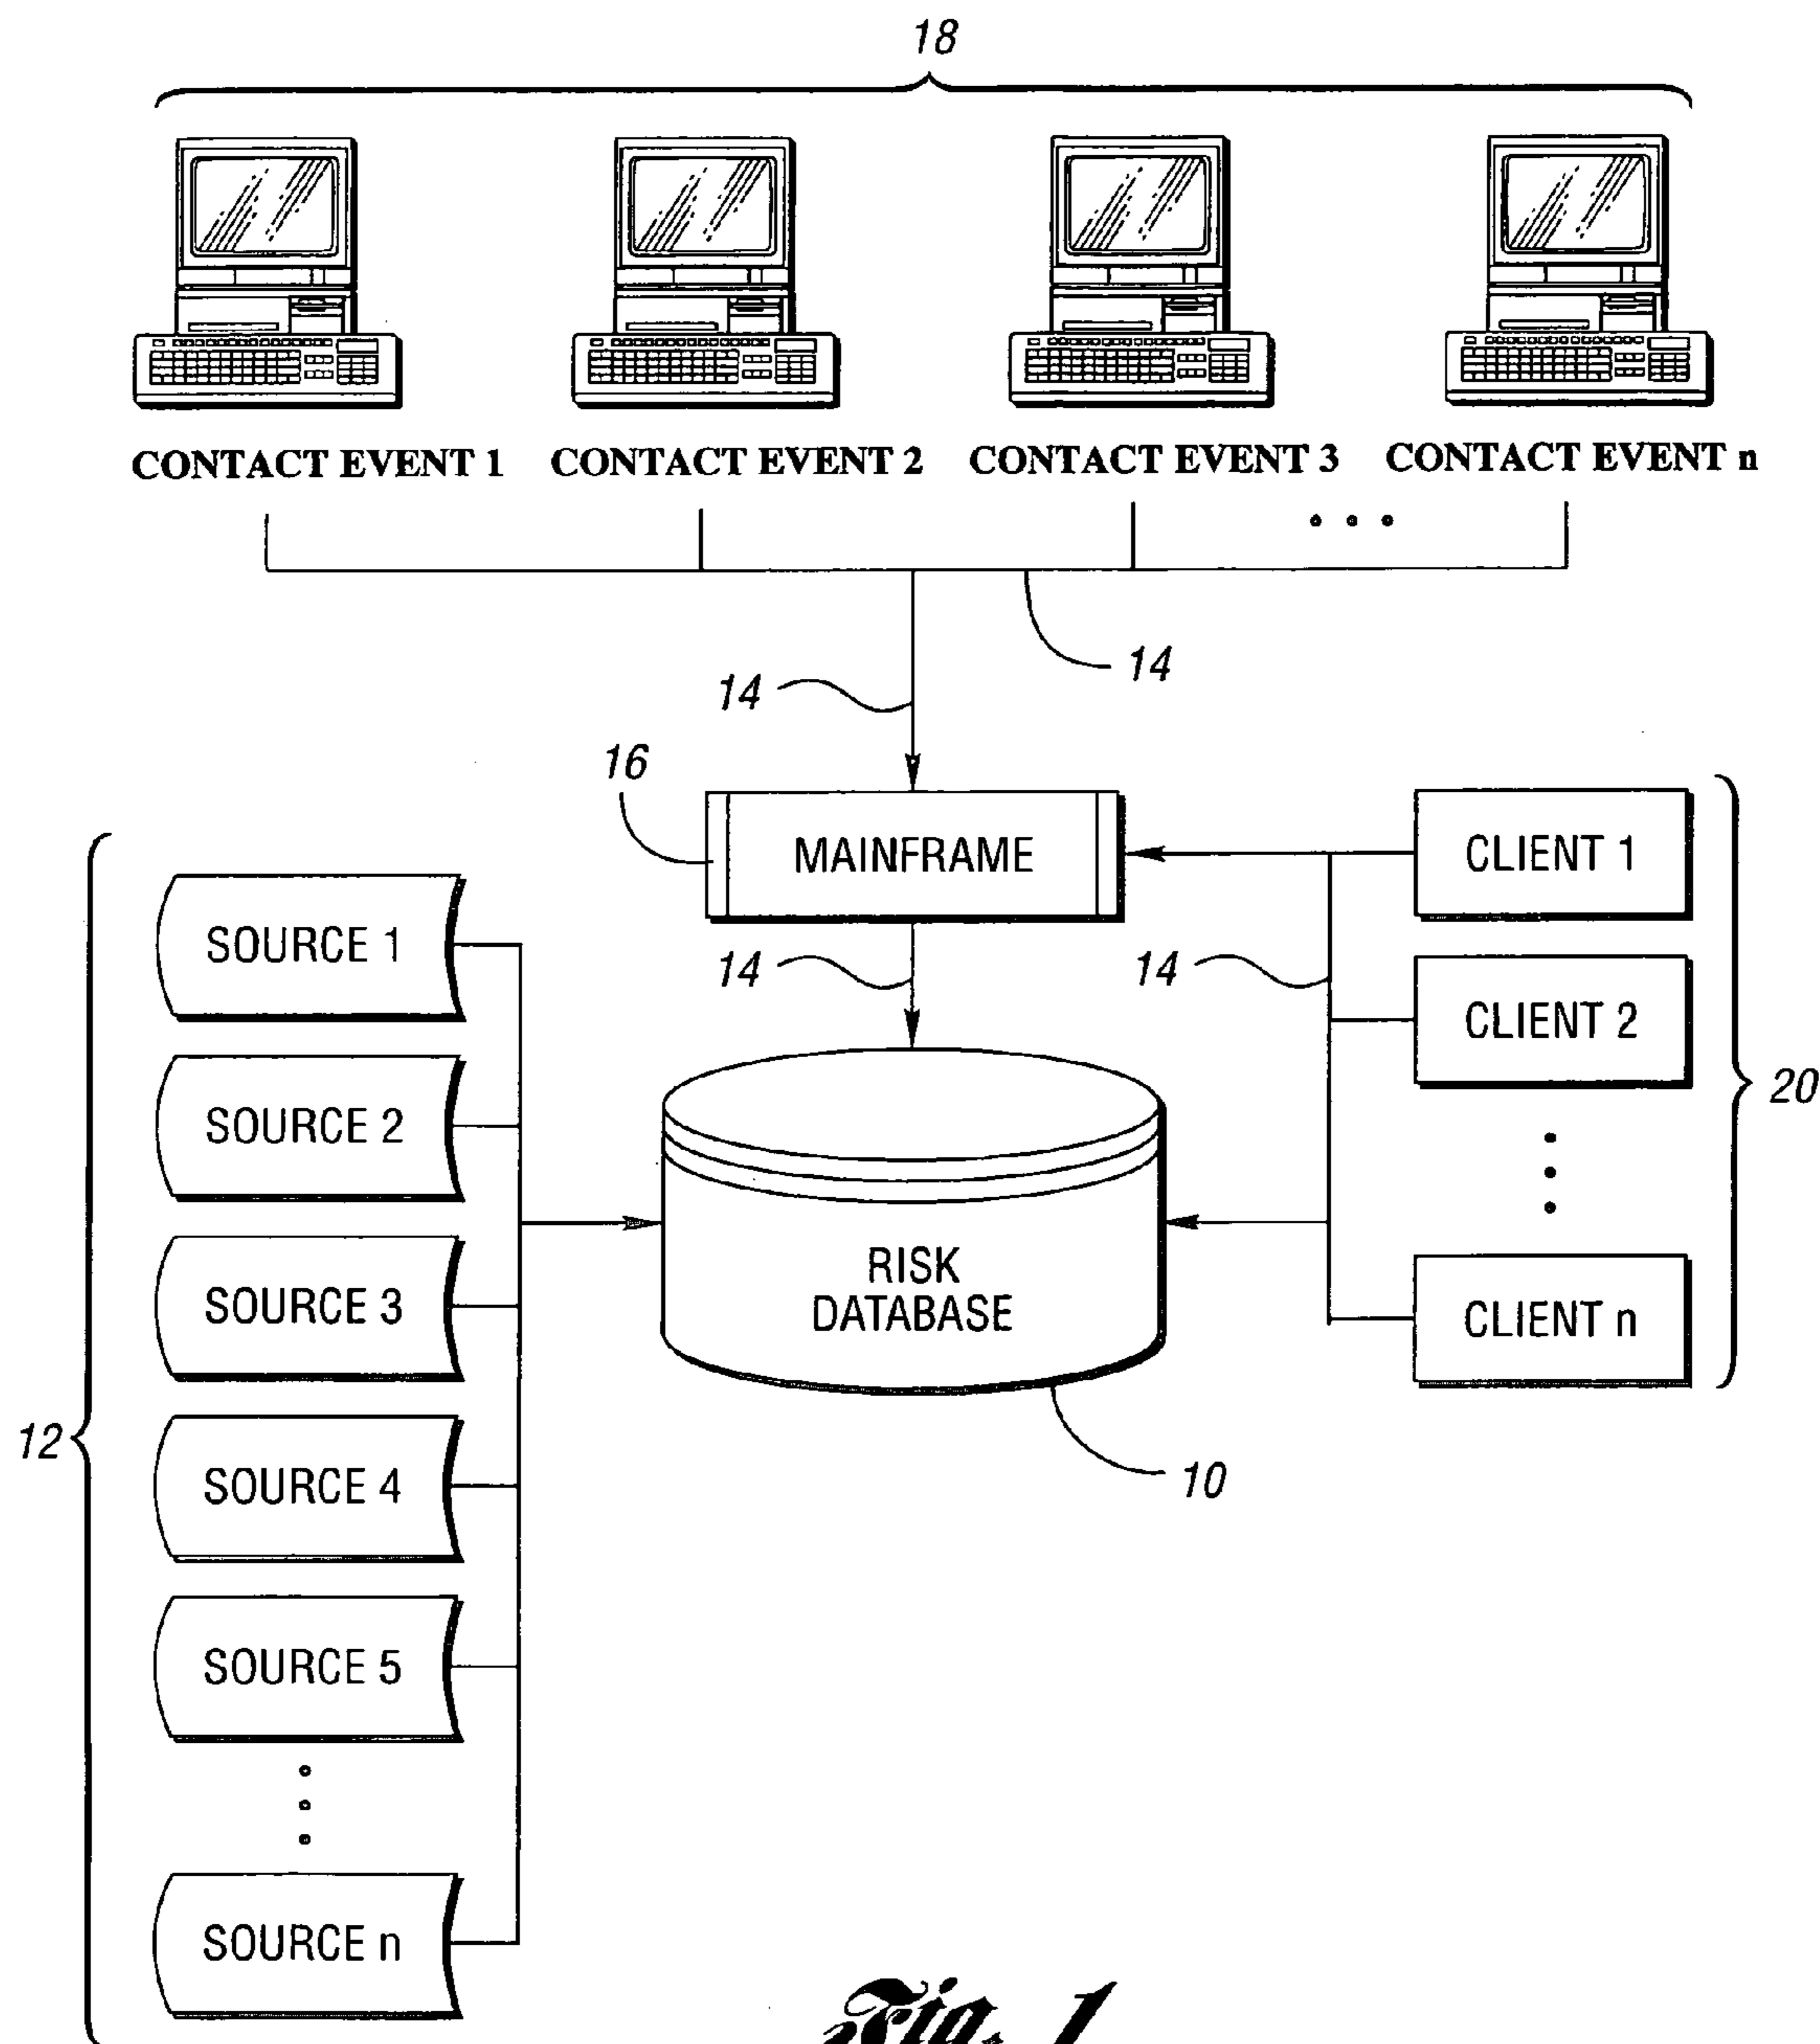 18
CONTACT EVENT 1
CONTACT EVENT 2
CONTACT EVENT 3
CONTACT EVENT n
14
14
16
MAINFRAME
CLIENT 1
SOURCE 1
14
14
CLIENT 2
20
SOURCE 2
RISK
DATABASE
SOURCE 3
CLIENT n
12
SOURCE 4
10
SOURCE 5
SOURCE n
Fig. 1